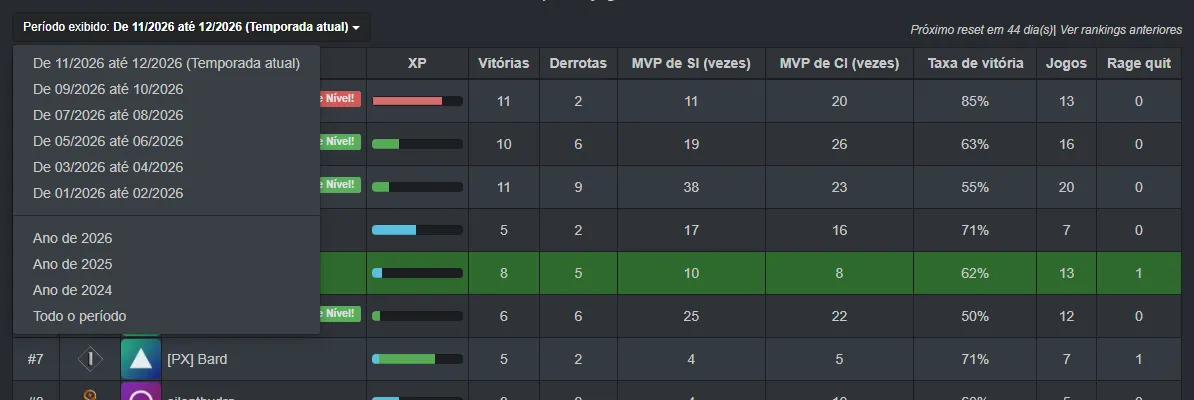 Período exibido: De 11/2026 até 12/2026 (Temporada atual)
Próximo reset em 44 dia(s)| Ver rankings anteriores
De 11/2026 até 12/2026 (Temporada atual)
De 09/2026 até 10/2026
De 07/2026 até 08/2026
De 05/2026 até 06/2026
De 03/2026 até 04/2026
De 01/2026 até 02/2026
Ano de 2026
Ano de 2025
Ano de 2024
Todo o período
XP Vitórias Derrotas MVP de SI (vezes) MVP de CI (vezes) Taxa de vitória Jogos Rage quit
Nível! 11 2 11 20 85% 13 0
Nível! 10 6 19 26 63% 16 0
Nível! 11 9 38 23 55% 20 0
5 2 17 16 71% 7 0
8 5 10 8 62% 13 1
Nível! 6 6 25 22 50% 12 0
#7 [PX] Bard 5 2 4 5 71% 7 1